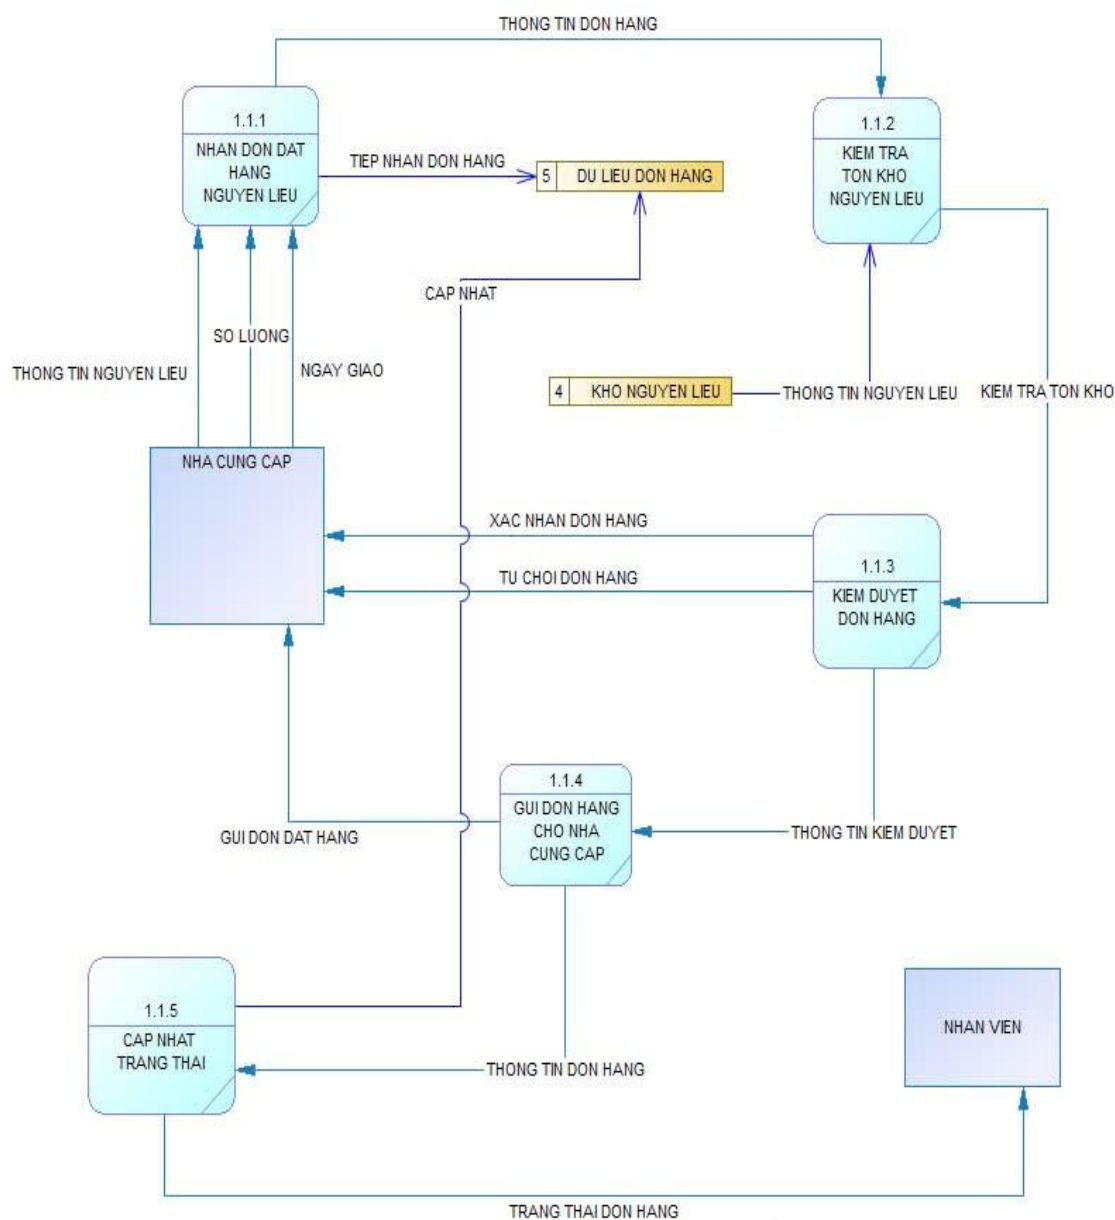 THONG TIN DON HANG
1.1.1
NHAN DON DAT
HANG
NGUYEN LIEU
1.1.2
KIEM TRA
TON KHO
NGUYEN LIEU
TIEP NHAN DON HANG
5 DU LIEU DON HANG
CAP NHAT
SO LUONG
THONG TIN NGUYEN LIEU
NGAY GIAO
4 KHO NGUYEN LIEU
THONG TIN NGUYEN LIEU
KIEM TRA TON KHO
NHA CUNG CAP
XAC NHAN DON HANG
TU CHOI DON HANG
1.1.3
KIEM DUYET
DON HANG
1.1.4
GUI DON HANG
CHO NHA
CUNG CAP
GUI DON DAT HANG
THONG TIN KIEM DUYET
1.1.5
CAP NHAT
TRANG THAI
NHAN VIEN
THONG TIN DON HANG
TRANG THAI DON HANG